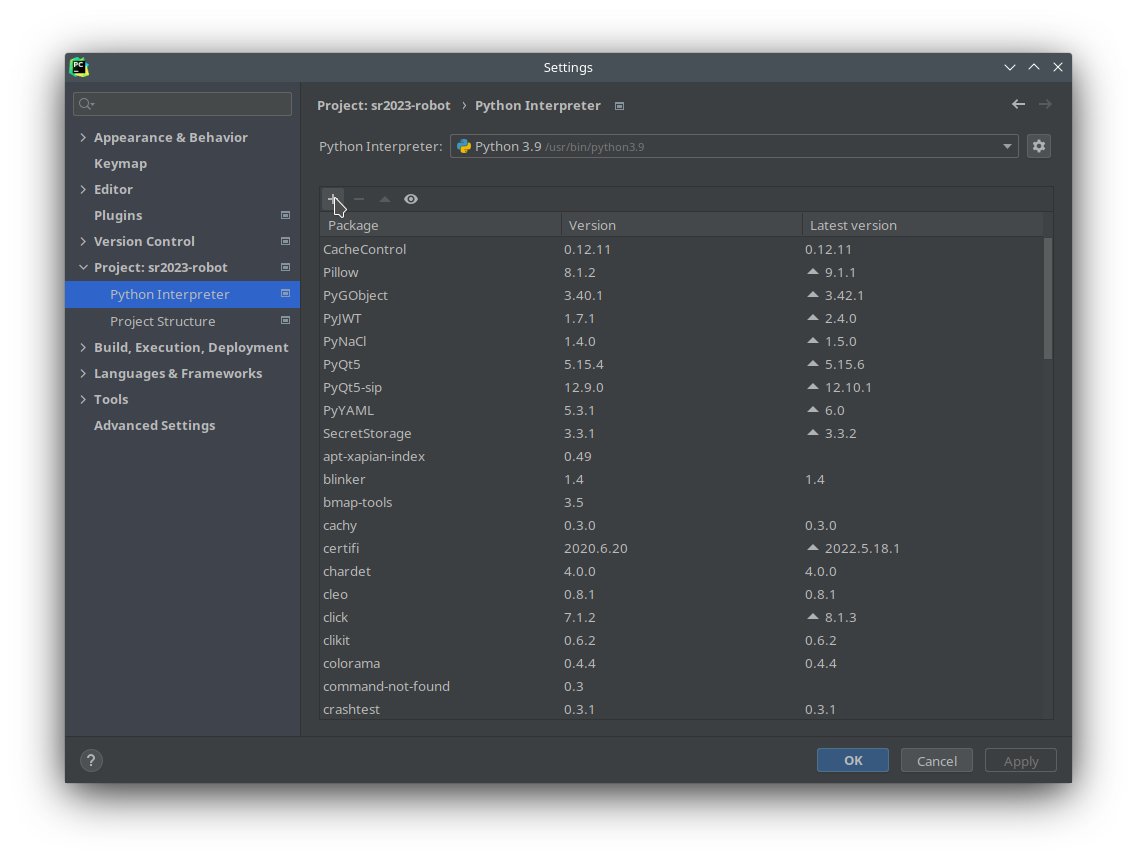 PC
Settings
Appearance & Behavior
Keymap
Editor
Plugins
Version Control
Project: sr2023-robot
Python Interpreter
Project Structure
Build, Execution, Deployment
Languages & Frameworks
Tools
Advanced Settings
Project: sr2023-robot › Python Interpreter
Python Interpreter: Python 3.9 /usr/bin/python3.9
Package Version Latest version
CacheControl 0.12.11 0.12.11
Pillow 8.1.2 9.1.1
PyGObject 3.40.1 3.42.1
PyJWT 1.7.1 2.4.0
PyNaCl 1.4.0 1.5.0
PyQt5 5.15.4 5.15.6
PyQt5-sip 12.9.0 12.10.1
PyYAML 5.3.1 6.0
SecretStorage 3.3.1 3.3.2
apt-xapian-index 0.49
blinker 1.4 1.4
bmap-tools 3.5
cachy 0.3.0 0.3.0
certifi 2020.6.20 2022.5.18.1
chardet 4.0.0 4.0.0
cleo 0.8.1 0.8.1
click 7.1.2 8.1.3
clikit 0.6.2 0.6.2
colorama 0.4.4 0.4.4
command-not-found 0.3
crashtest 0.3.1 0.3.1
? OK Cancel Apply